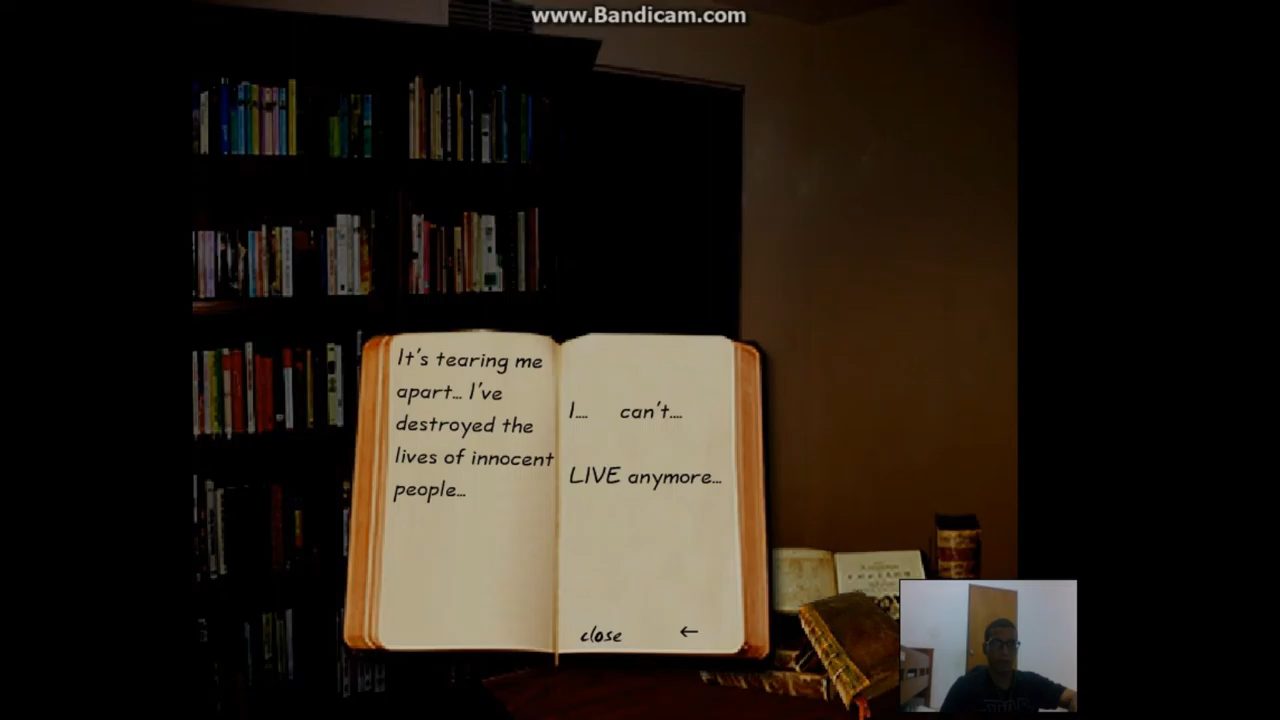 www.Bandicam.com
It's tearing me
apart... I've
destroyed the
lives of innocent
people...
I.... can't....
LIVE anymore...
close ←